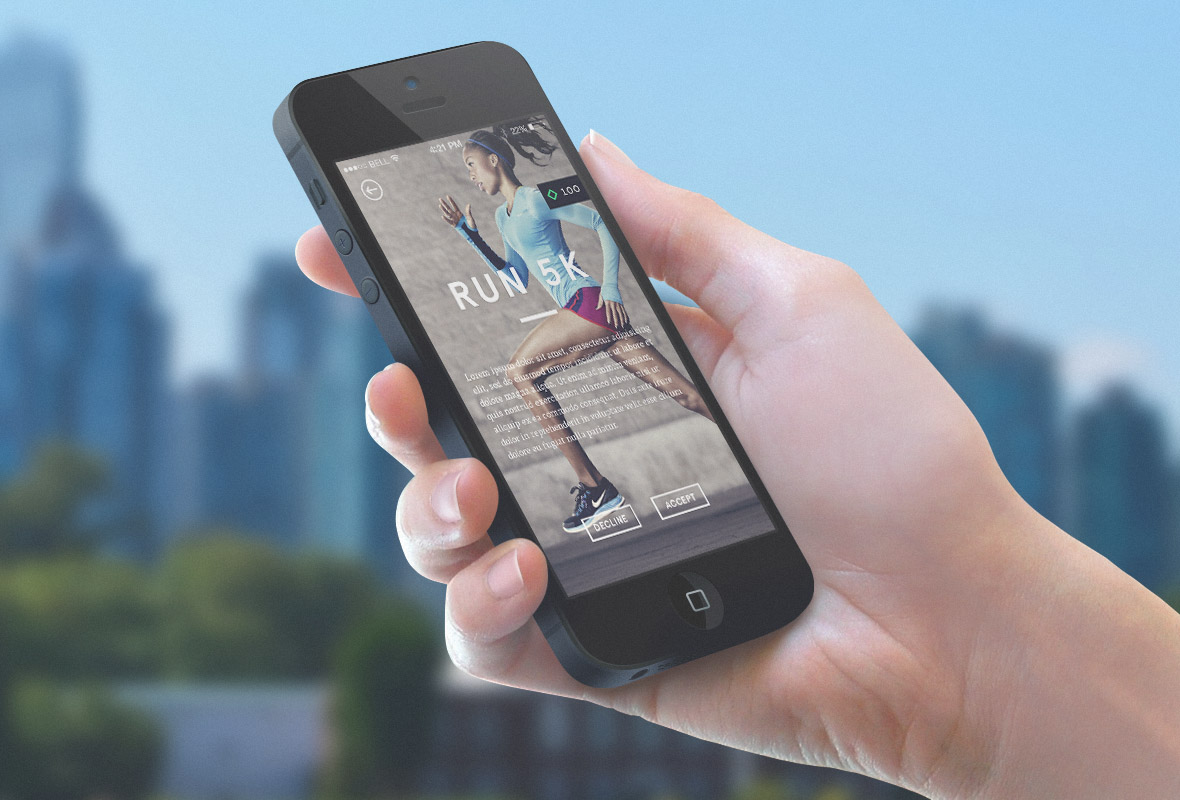 BELL 4:21 PM 22%
100
RUN 5K
Lorem ipsum dolor sit amet, consectetur adipisicing
elit, sed do eiusmod tempor incididunt ut labore et
dolore magna aliqua. Ut enim ad minim veniam,
quis nostrud exercitation ullamco laboris nisi ut
aliquip ex ea commodo consequat. Duis aute irure
dolor in reprehenderit in voluptate velit esse cillum
dolore eu fugiat nulla pariatur.
DECLINE ACCEPT